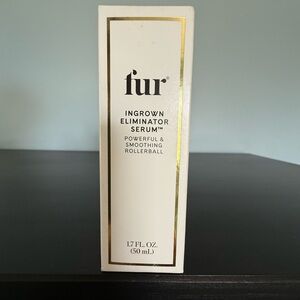 fur®
INGROWN
ELIMINATOR
SERUM™
POWERFUL &
SMOOTHING
ROLLERBALL
1.7 FL. OZ.
(50 mL)